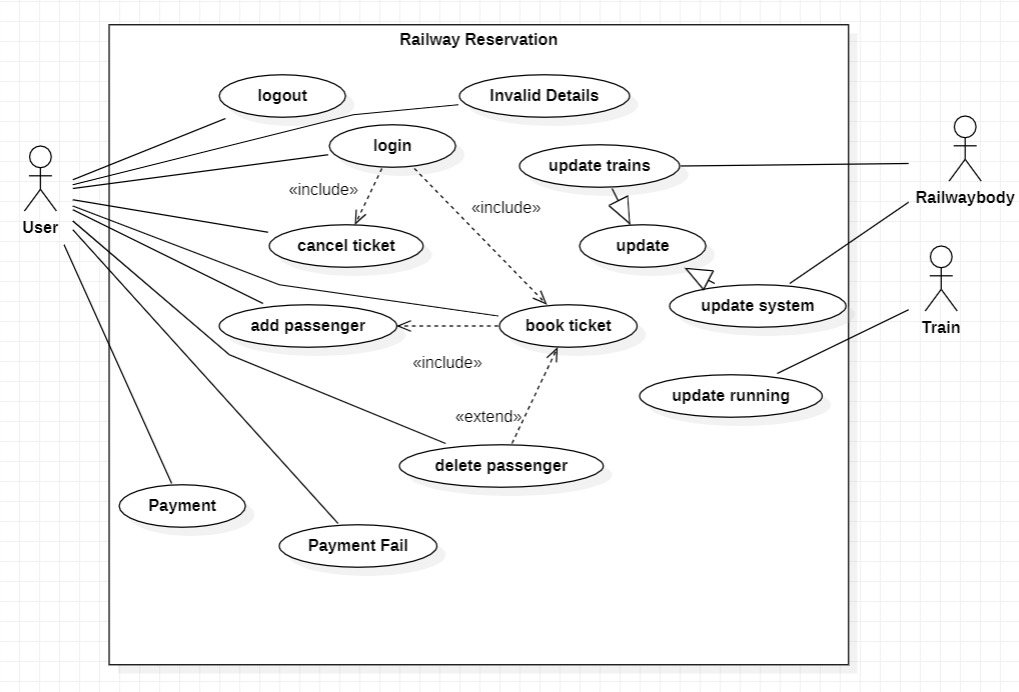 Railway Reservation
logout
Invalid Details
login
update trains
«include»
«include»
Railwaybody
User
cancel ticket
update
update system
add passenger
book ticket
Train
«include»
update running
«extend»
delete passenger
Payment
Payment Fail